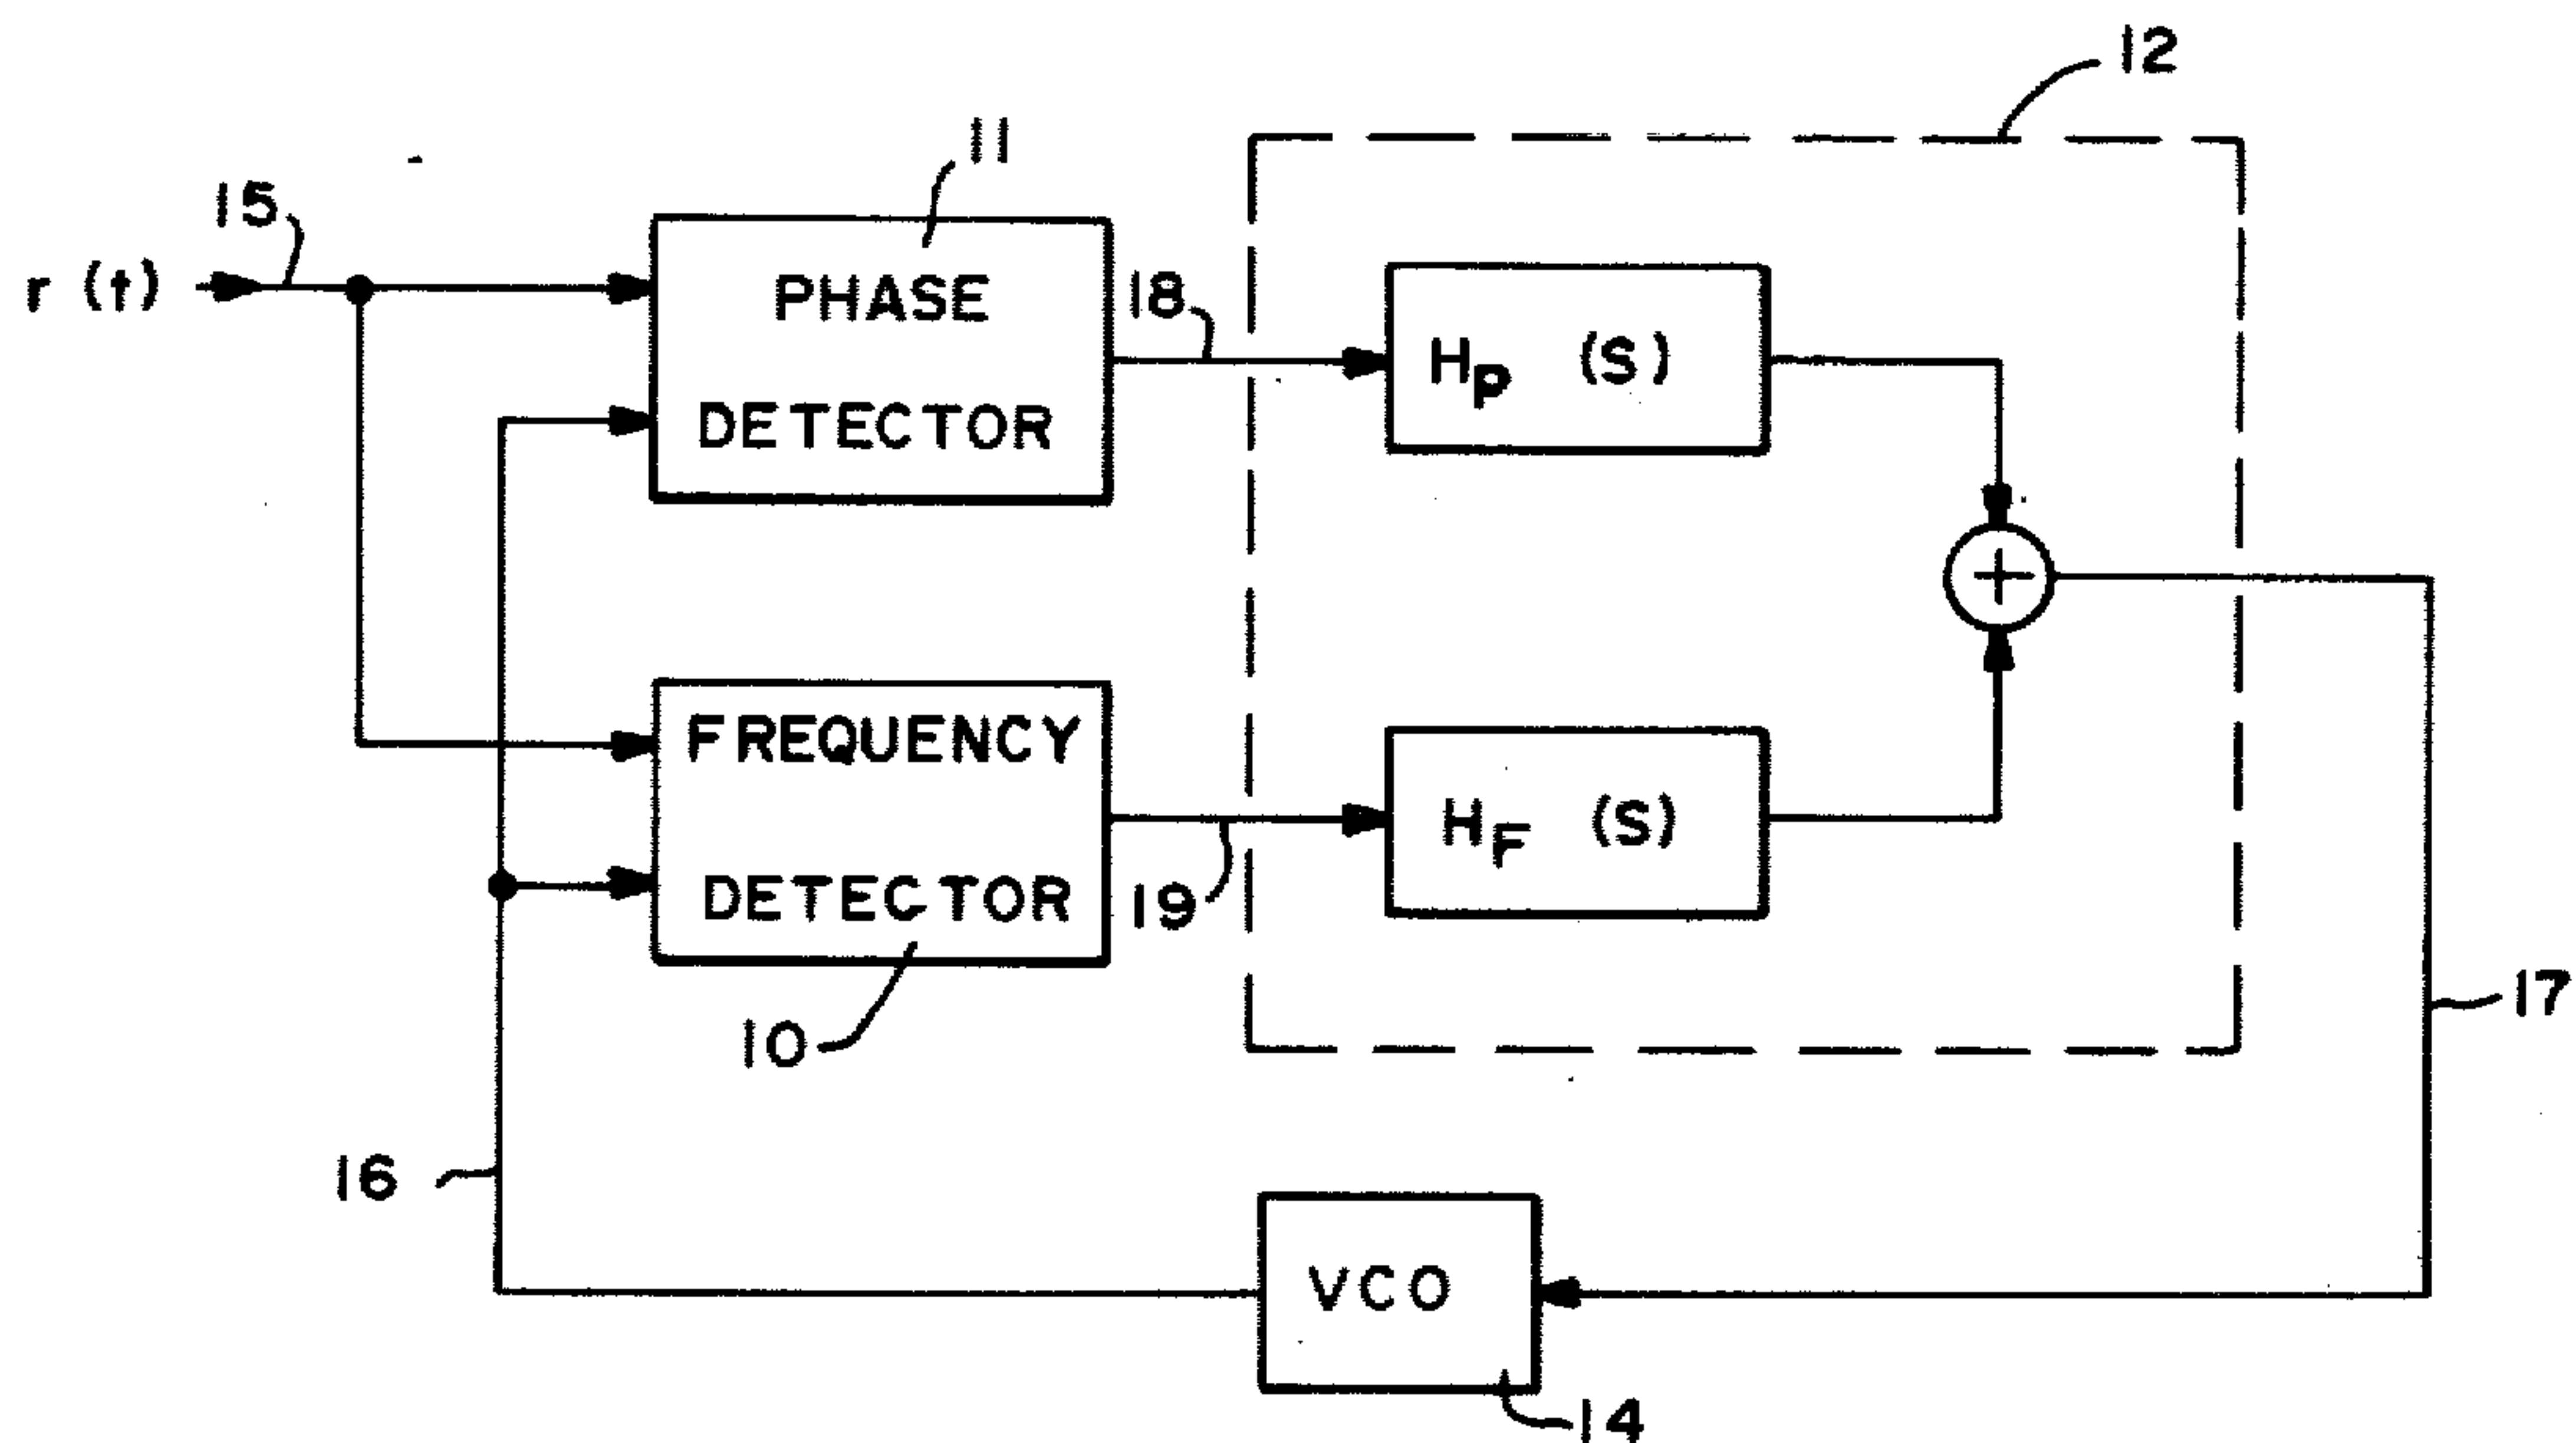 12
11
15
r (t)
PHASE
DETECTOR
18
Hp (S)
+
FREQUENCY
DETECTOR
19
HF (S)
10
17
16
VCO
14